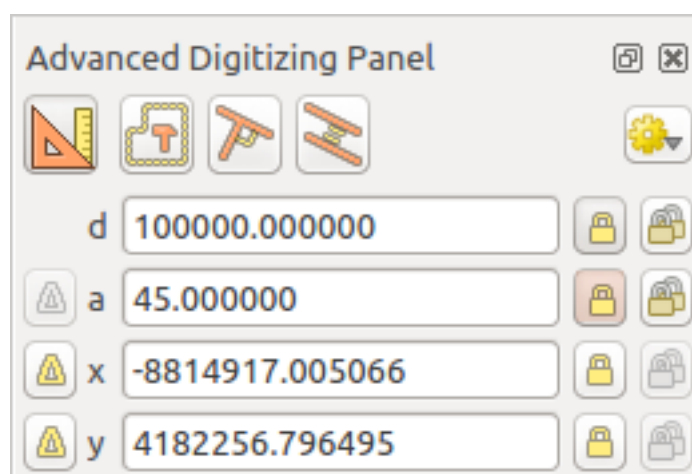 Advanced Digitizing Panel
d 100000.000000
a 45.000000
x -8814917.005066
y 4182256.796495